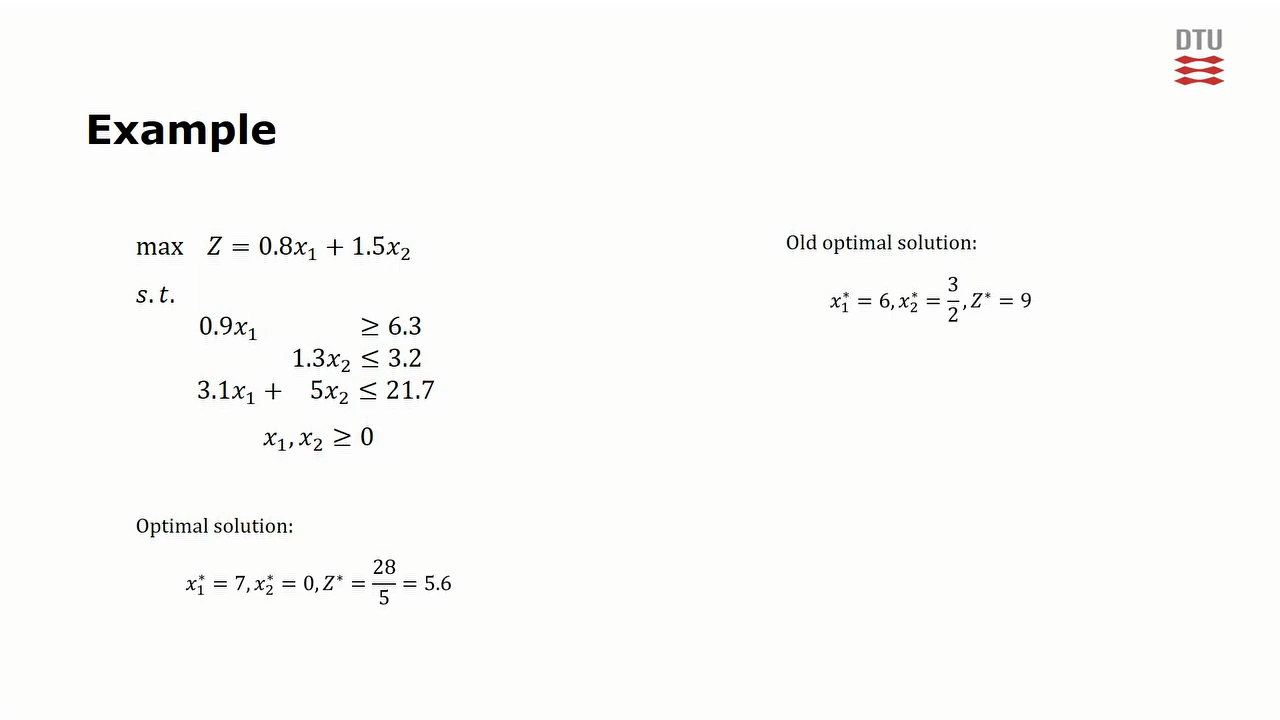 DTU
Example
max Z = 0.8x₁ + 1.5x₂
s.t.
0.9x₁ ≥ 6.3
1.3x₂ ≤ 3.2
3.1x₁ + 5x₂ ≤ 21.7
x₁, x₂ ≥ 0
Optimal solution:
x₁* = 7, x₂* = 0, Z* = 28/5 = 5.6
Old optimal solution:
x₁* = 6, x₂* = 3/2, Z* = 9